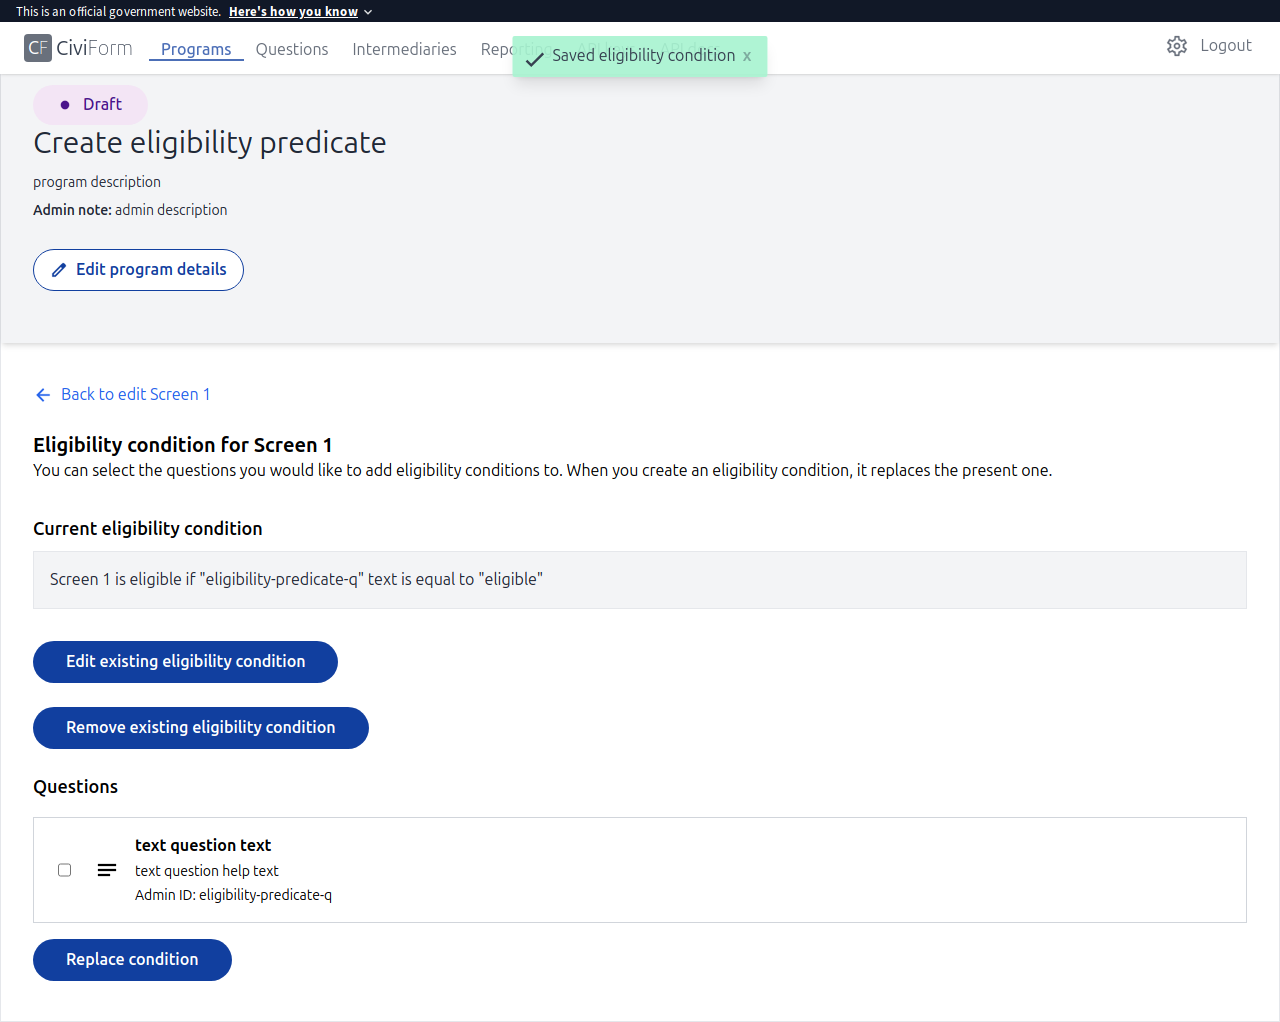 This is an official government website. Here's how you know
CF CiviForm Programs Questions Intermediaries Reporting Logout
Saved eligibility condition x
Draft
Create eligibility predicate
program description
Admin note: admin description
Edit program details
Back to edit Screen 1
Eligibility condition for Screen 1
You can select the questions you would like to add eligibility conditions to. When you create an eligibility condition, it replaces the present one.
Current eligibility condition
Screen 1 is eligible if "eligibility-predicate-q" text is equal to "eligible"
Edit existing eligibility condition
Remove existing eligibility condition
Questions
text question text
text question help text
Admin ID: eligibility-predicate-q
Replace condition